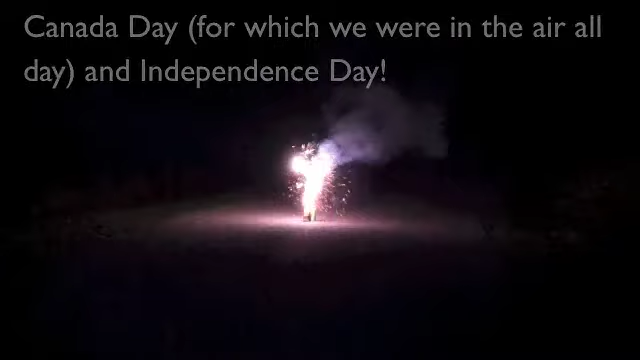 Canada Day (for which we were in the air all
day) and Independence Day!